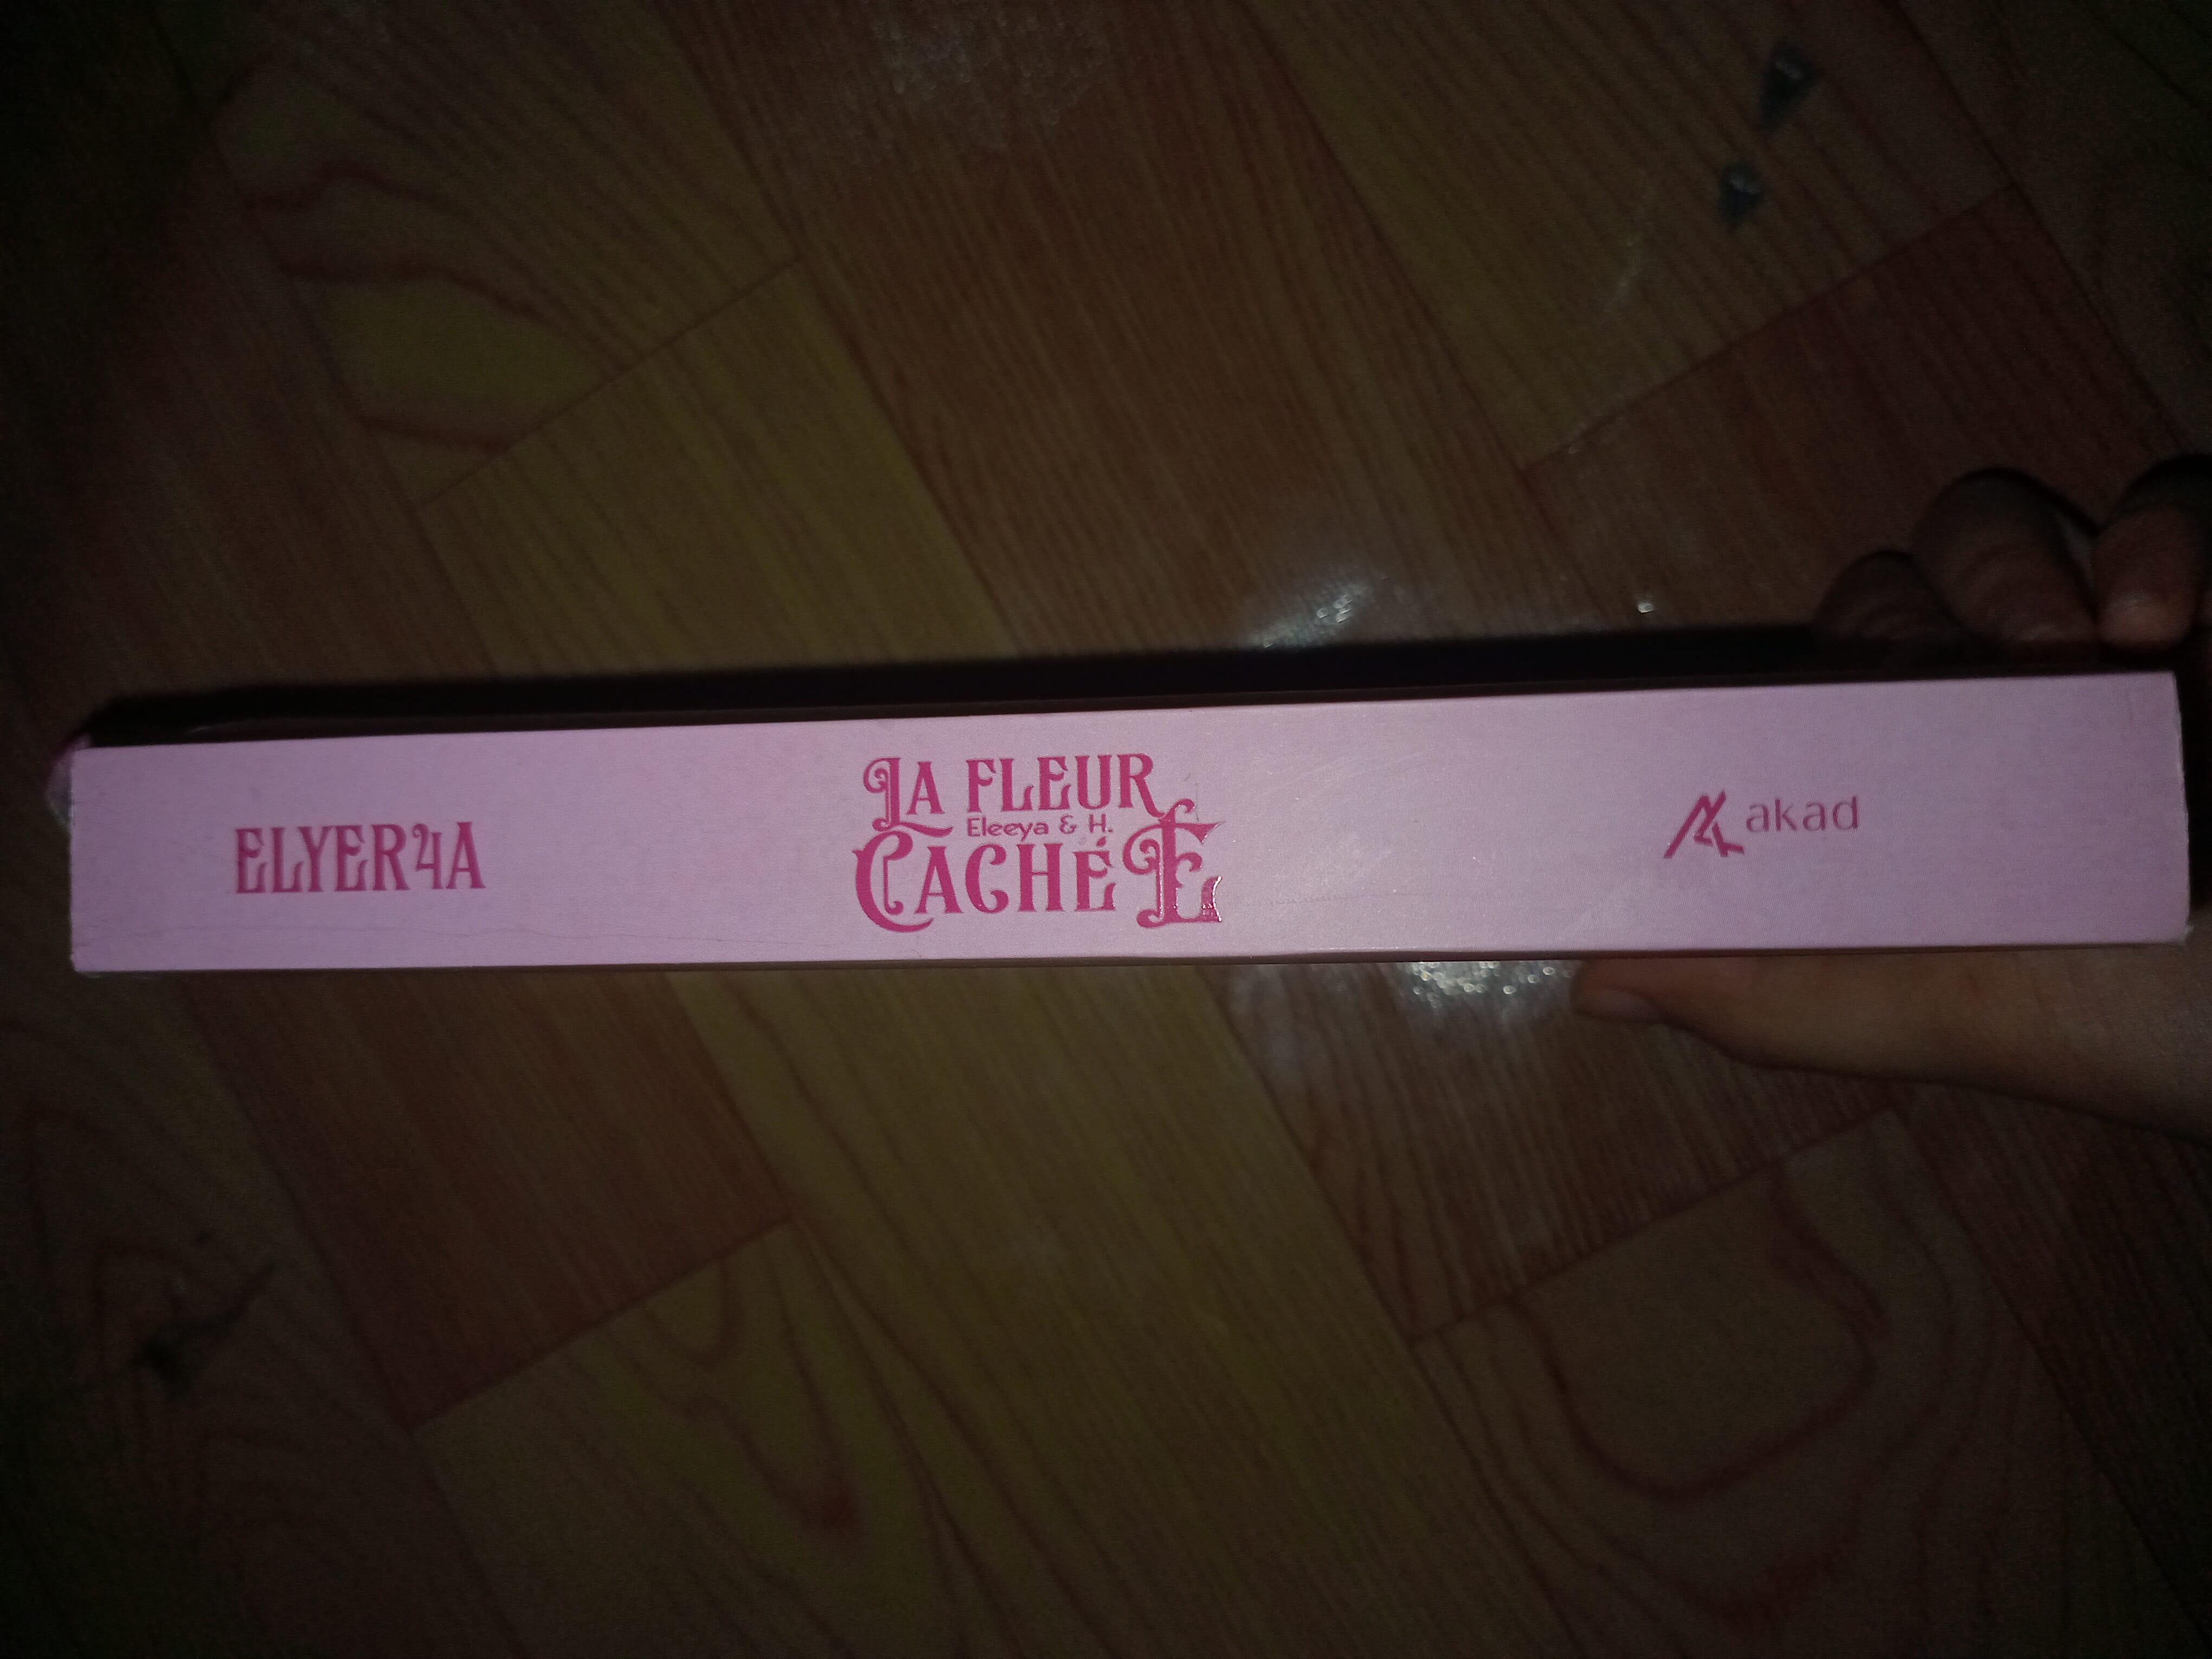 ELYER4A
LA FLEUR
Eleeya & H.
CACHÉE
akad